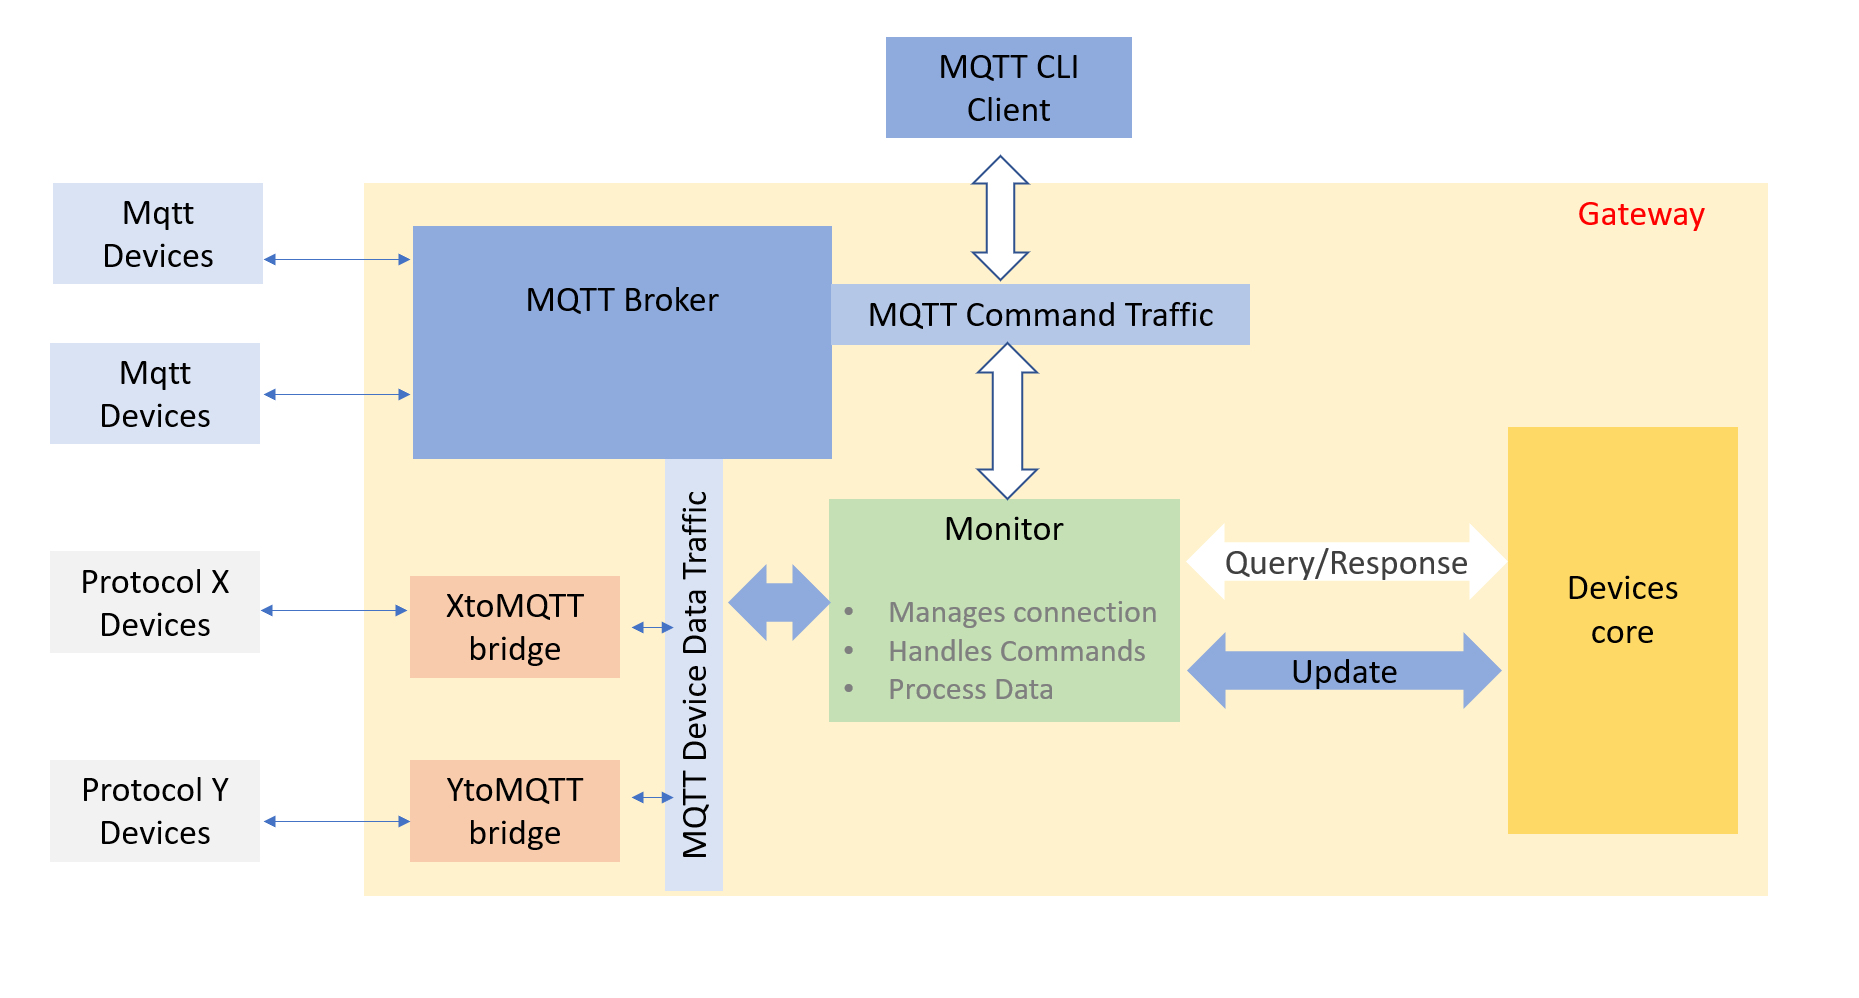 MQTT CLI
Client
Gateway
Mqtt
Devices
MQTT Broker
MQTT Command Traffic
Mqtt
Devices
Protocol X
Devices
XtoMQTT
bridge
Protocol Y
Devices
YtoMQTT
bridge
MQTT Device Data Traffic
Monitor
• Manages connection
• Handles Commands
• Process Data
Query/Response
Update
Devices
core